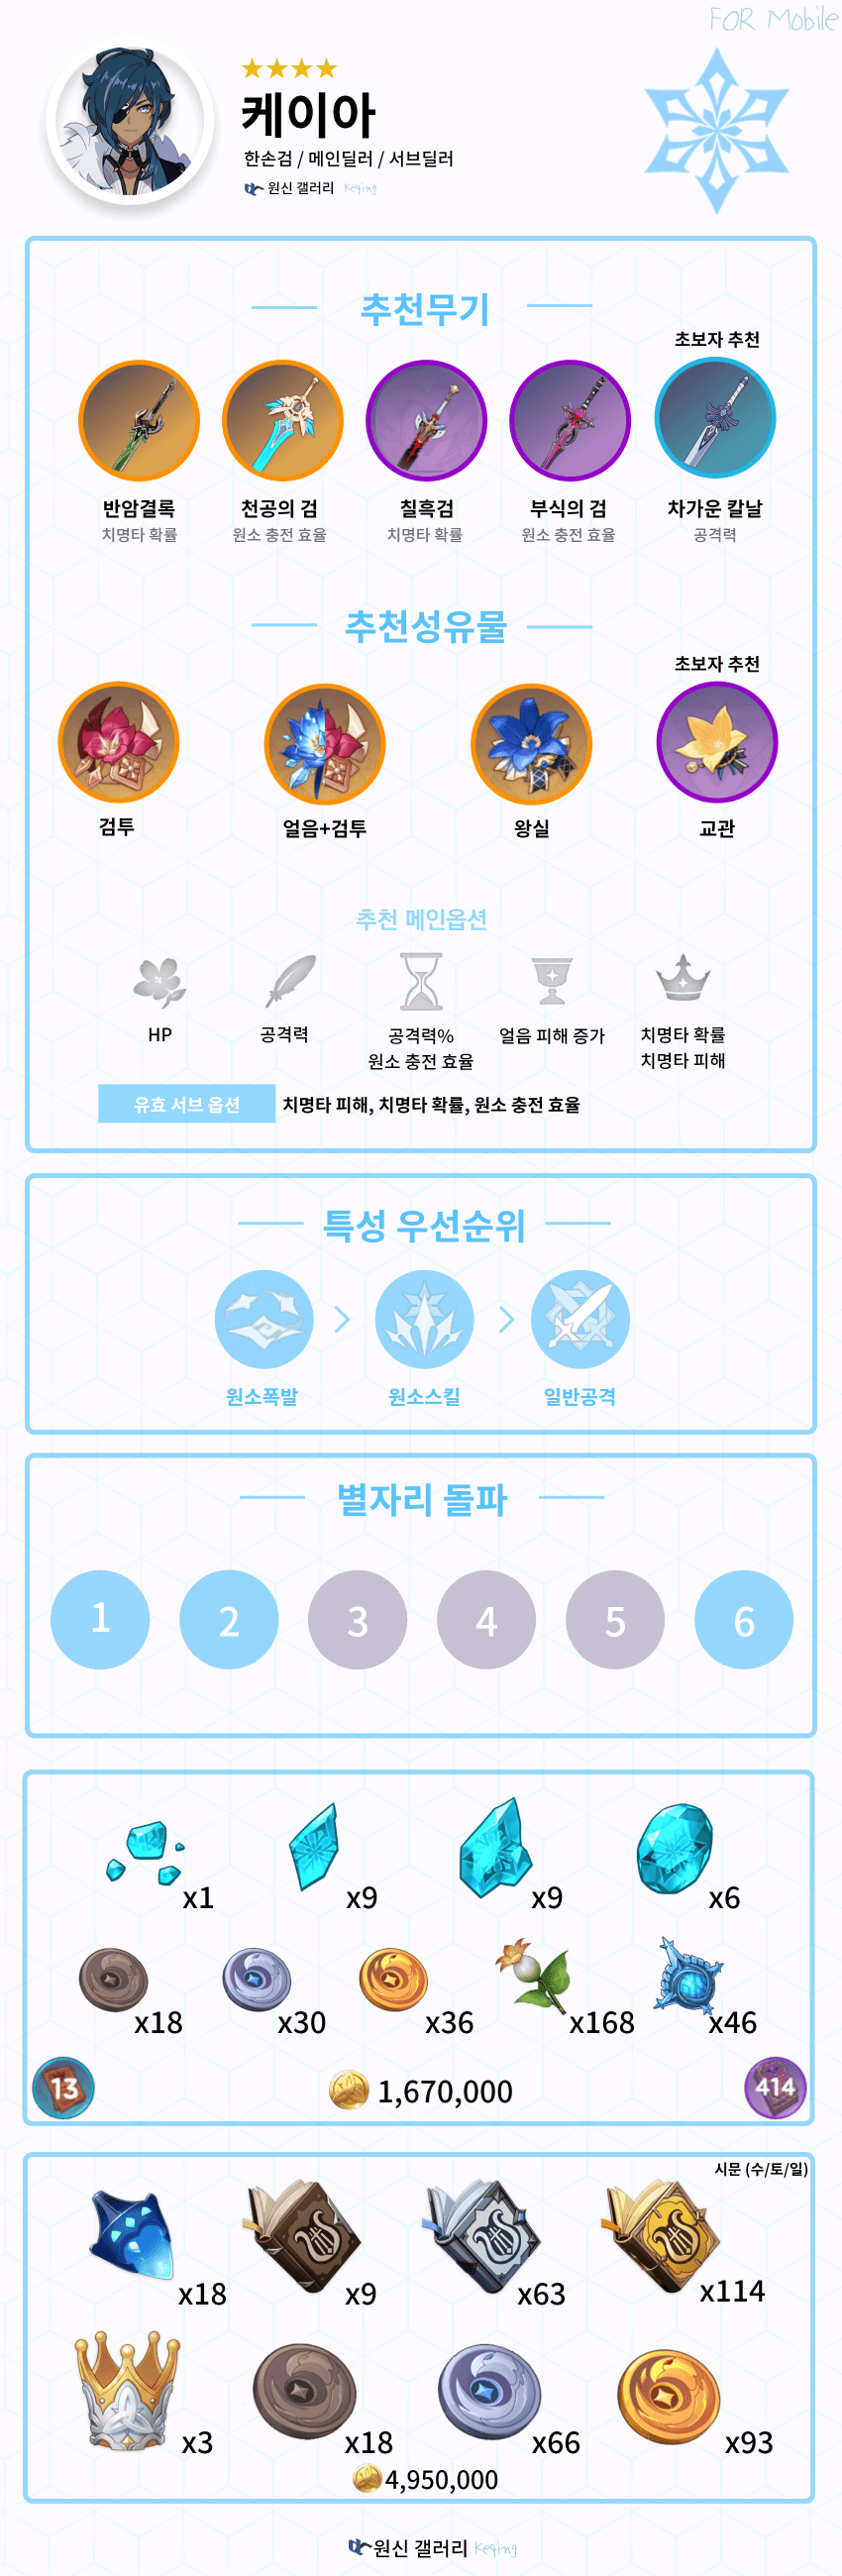 FOR Mobile
케이아
한손검 / 메인딜러 / 서브딜러
원신 갤러리 Keqing
추천무기
초보자 추천
반암결록 천공의 검 칠흑검 부식의 검 차가운 칼날
치명타 확률 원소 충전 효율 치명타 확률 원소 충전 효율 공격력
추천성유물
초보자 추천
검투 얼음+검투 왕실 교관
추천 메인옵션
HP 공격력 공격력% 얼음 피해 증가 치명타 확률
원소 충전 효율 치명타 피해
유효 서브 옵션 치명타 피해, 치명타 확률, 원소 충전 효율
특성 우선순위
원소폭발 > 원소스킬 > 일반공격
별자리 돌파
1 2 3 4 5 6
x1 x9 x9 x6
x18 x30 x36 x168 x46
13 1,670,000 414
시문 (수/토/일)
x18 x9 x63 x114
x3 x18 x66 x93
4,950,000
원신 갤러리 Keqing